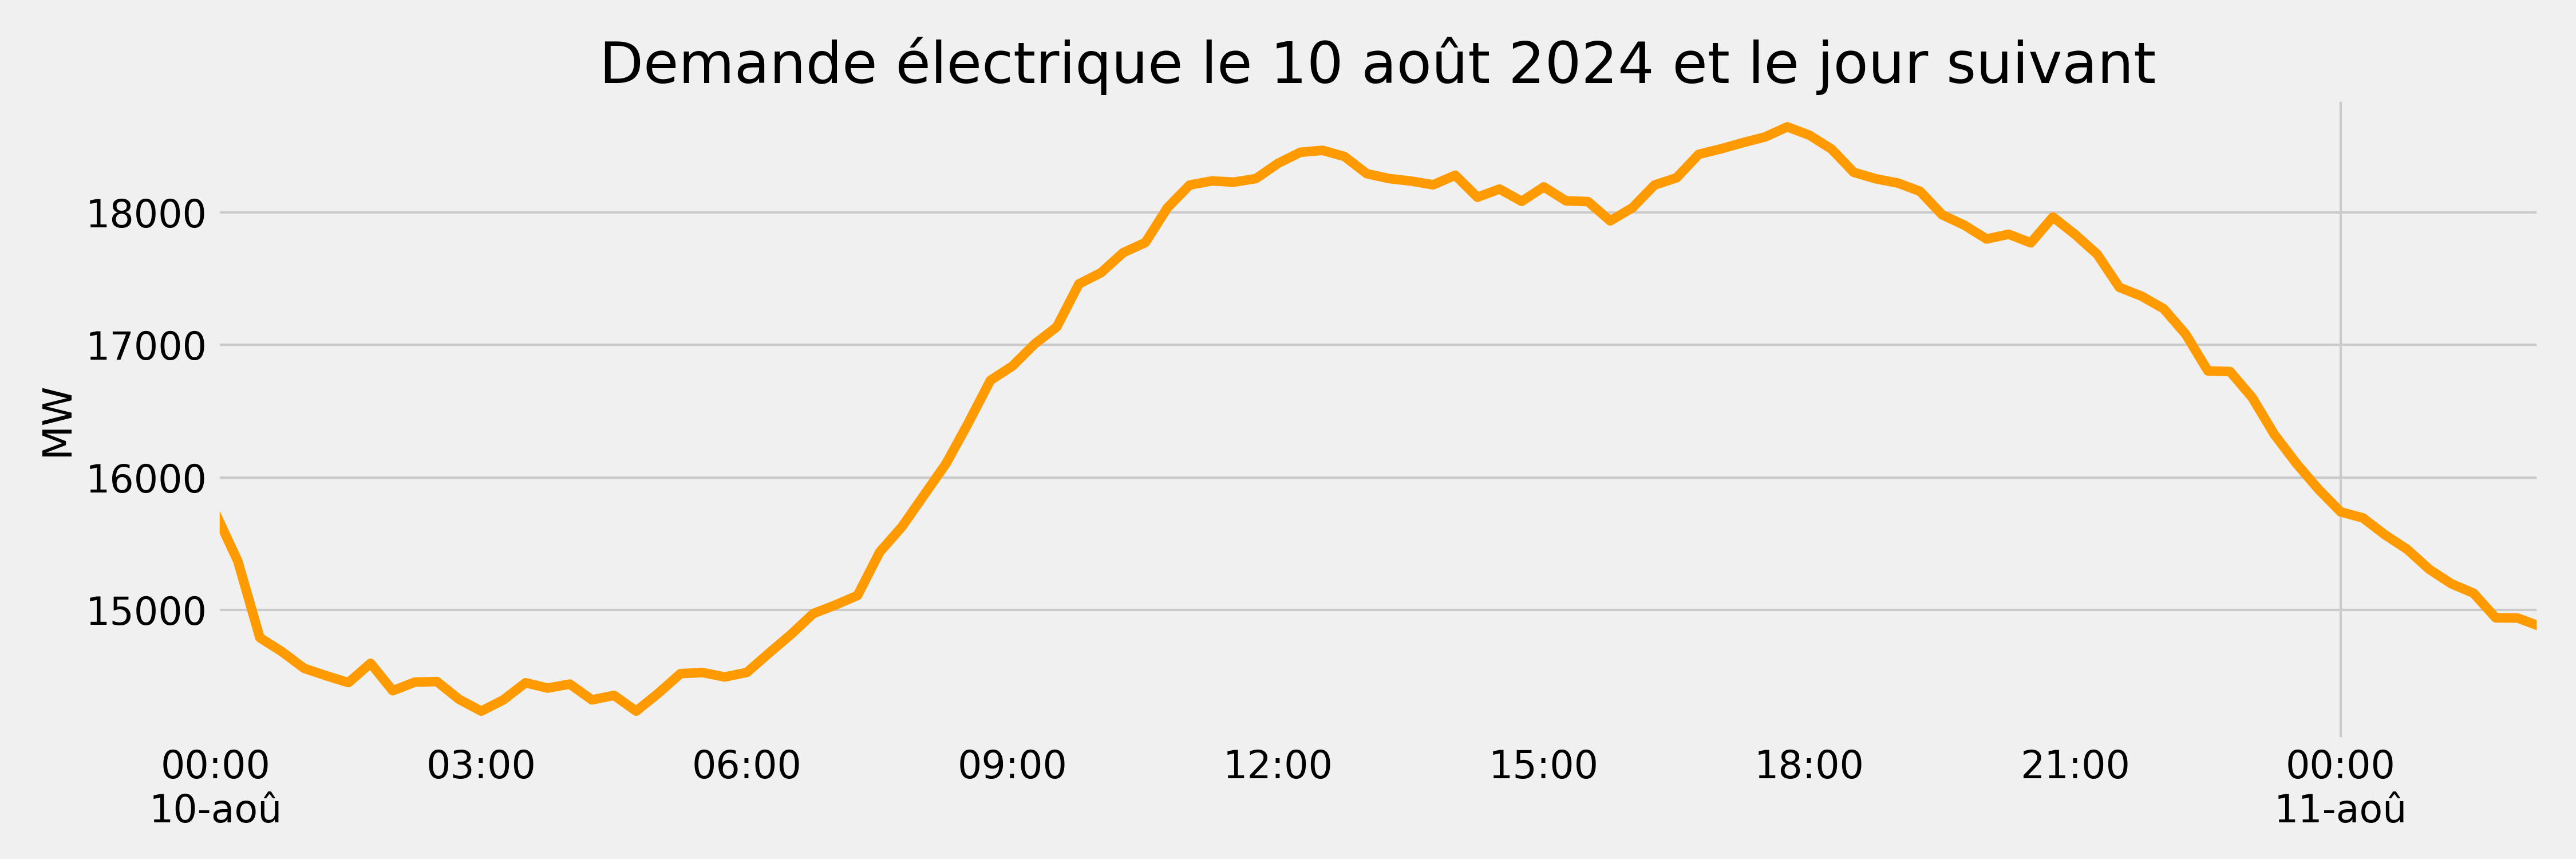 Demande électrique le 10 août 2024 et le jour suivant
MW
18000
17000
16000
15000
00:00 03:00 06:00 09:00 12:00 15:00 18:00 21:00 00:00
10-aoû 11-aoû